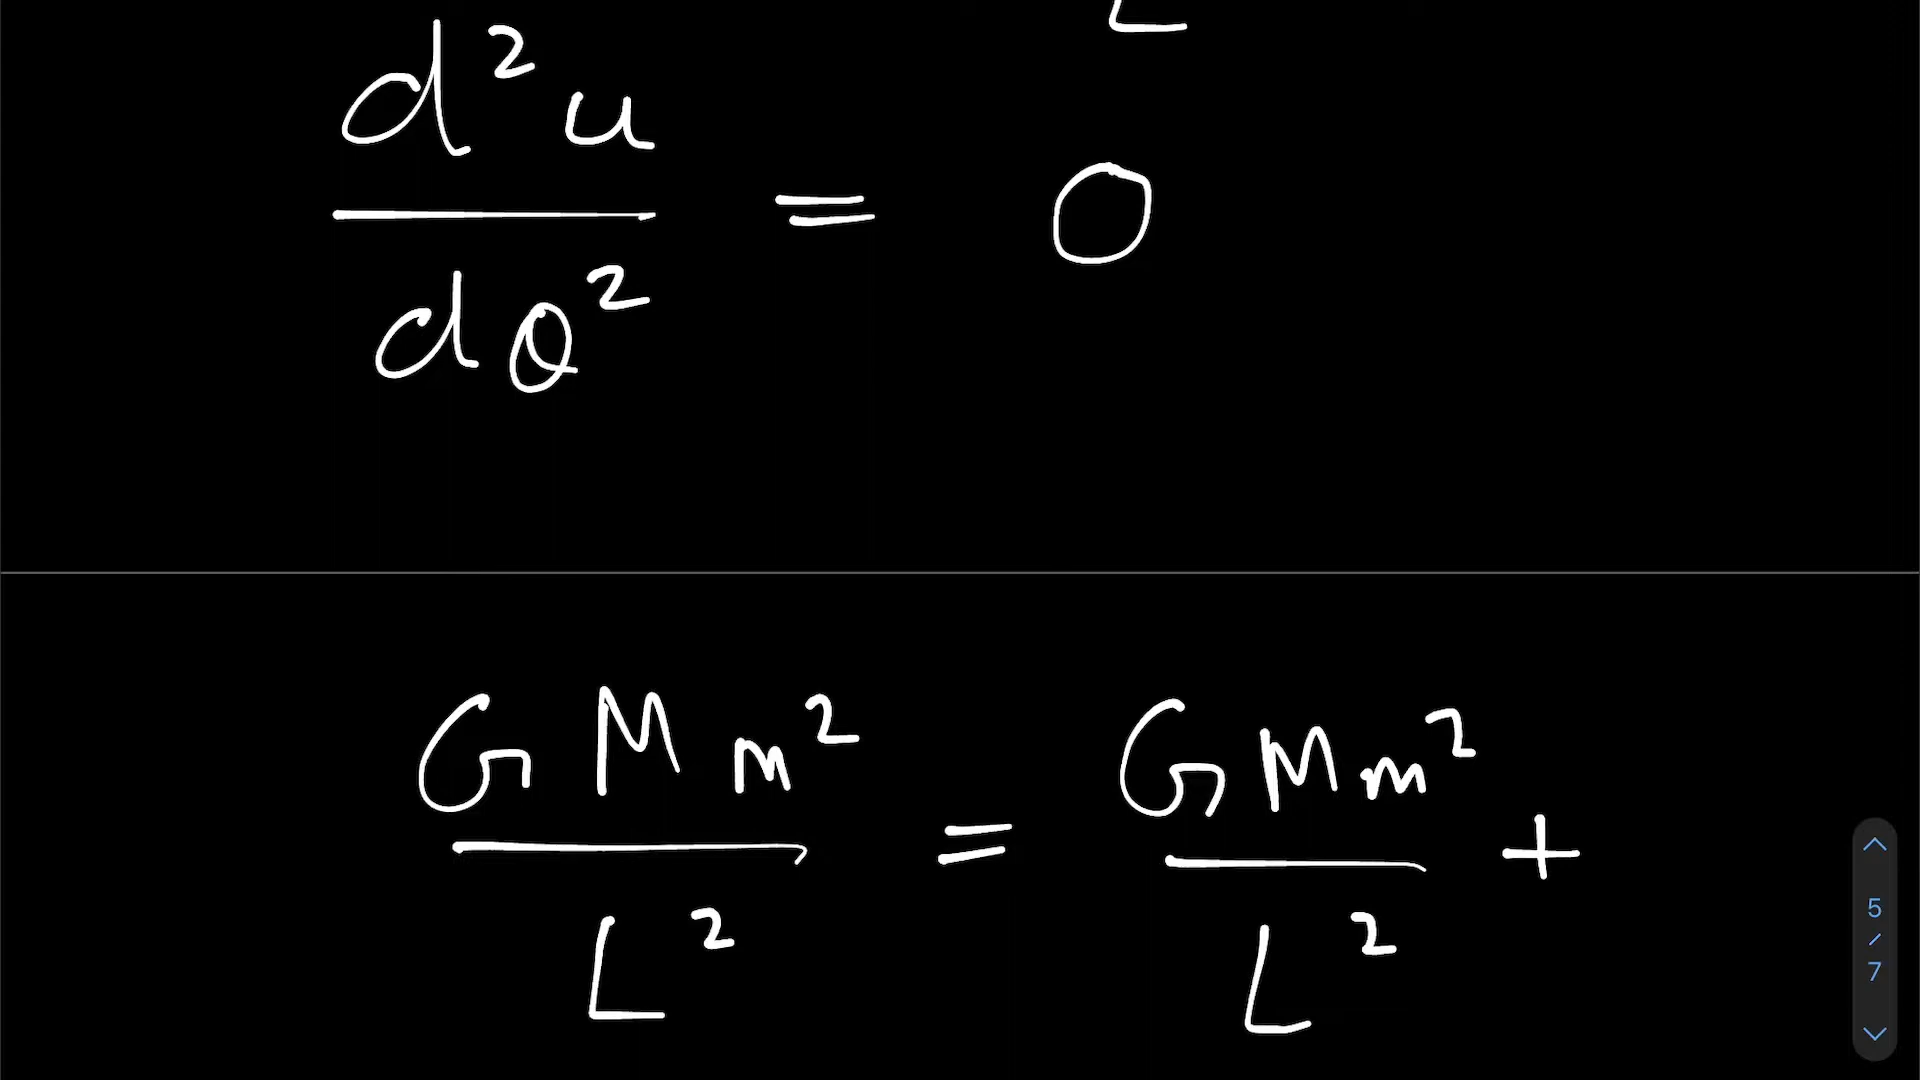 L
d²u
/
dθ² = 0
GMm²/L² = GMm²/L² +
5
/
7